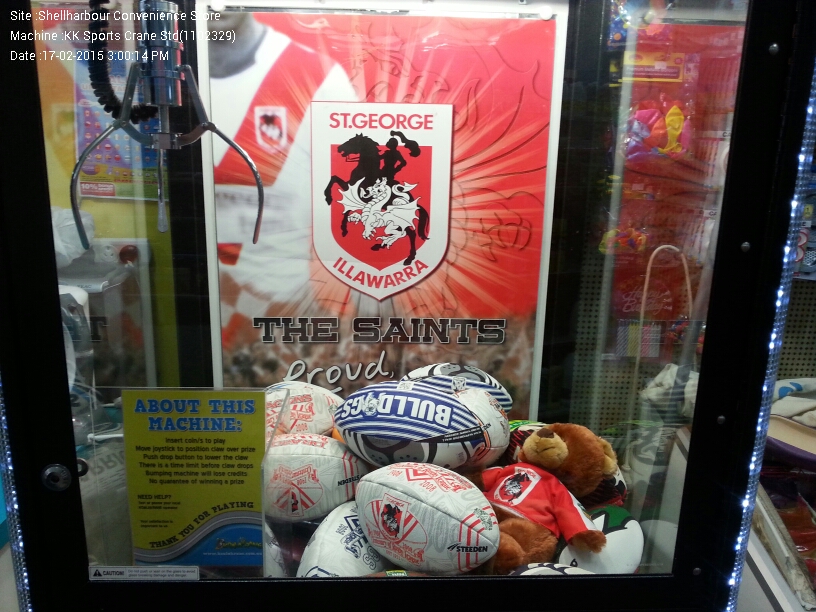 Site :Shellharbour Convenience Store
Machine :KK Sports Crane Std(1192329)
Date :17-02-2015 3:00:14 PM
ST.GEORGE
ILLAWARRA
THE SAINTS
Proud
BULLDOGS
STEEDEN
ABOUT THIS
MACHINE:
Insert coin/s to play
Move joystick to position claw over prize
Push drop button to lower the claw
There is a time limit before claw drops
Bumping machine will lose credits
No guarantee of winning a prize
NEED HELP?
THANK YOU FOR PLAYING
CAUTION!